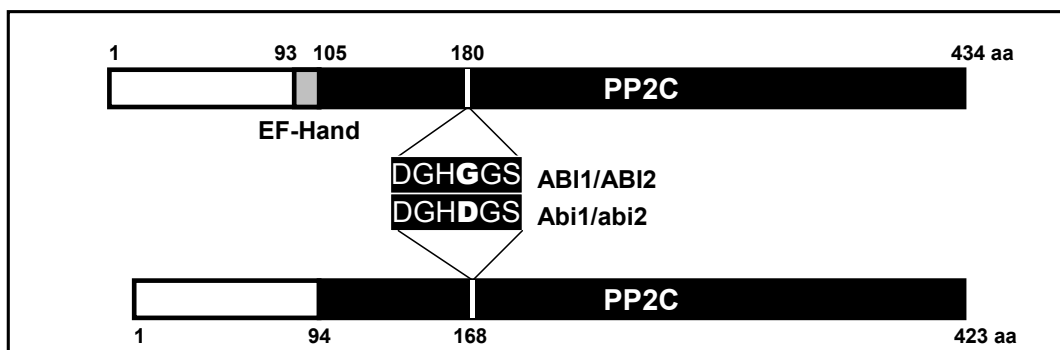 1 93 105 180 434 aa
PP2C
EF-Hand
DGHGGS ABI1/ABI2
DGHDGS Abi1/abi2
PP2C
1 94 168 423 aa